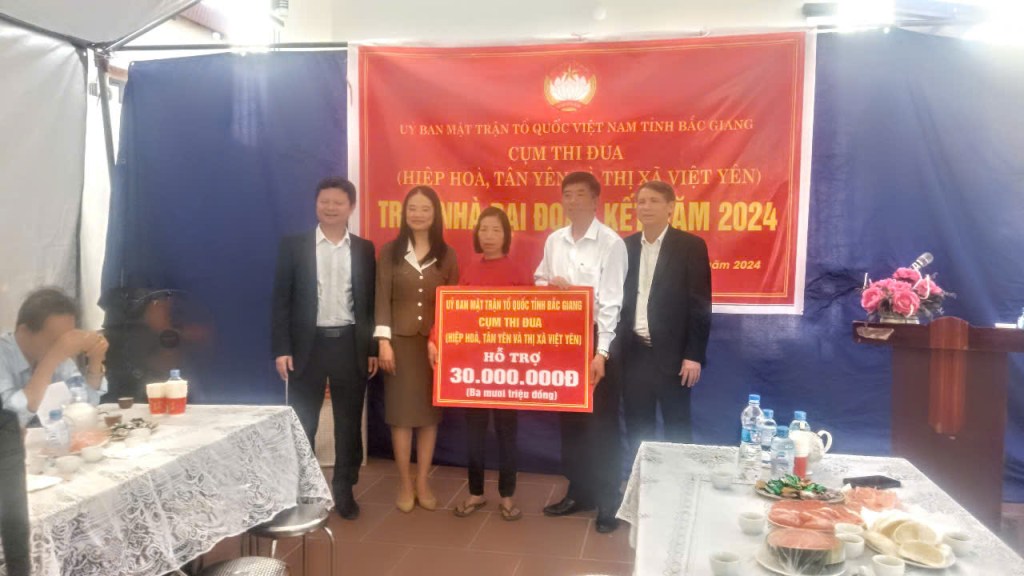 UỶ BAN MẶT TRẬN TỔ QUỐC VIỆT NAM TỈNH BẮC GIANG
CỤM THI ĐUA
(HIỆP HOÀ, TÂN YÊN VÀ THỊ XÃ VIỆT YÊN)
NHÀ ĐẠI ĐO KẾT NĂM 2024
năm 2024
UỶ BAN MẶT TRẬN TỔ QUỐC TỈNH BẮC GIANG
CỤM THI ĐUA
(HIỆP HOÀ, TÂN YÊN VÀ THỊ XÃ VIỆT YÊN)
HỖ TRỢ
30.000.000Đ
(Ba mươi triệu đồng)